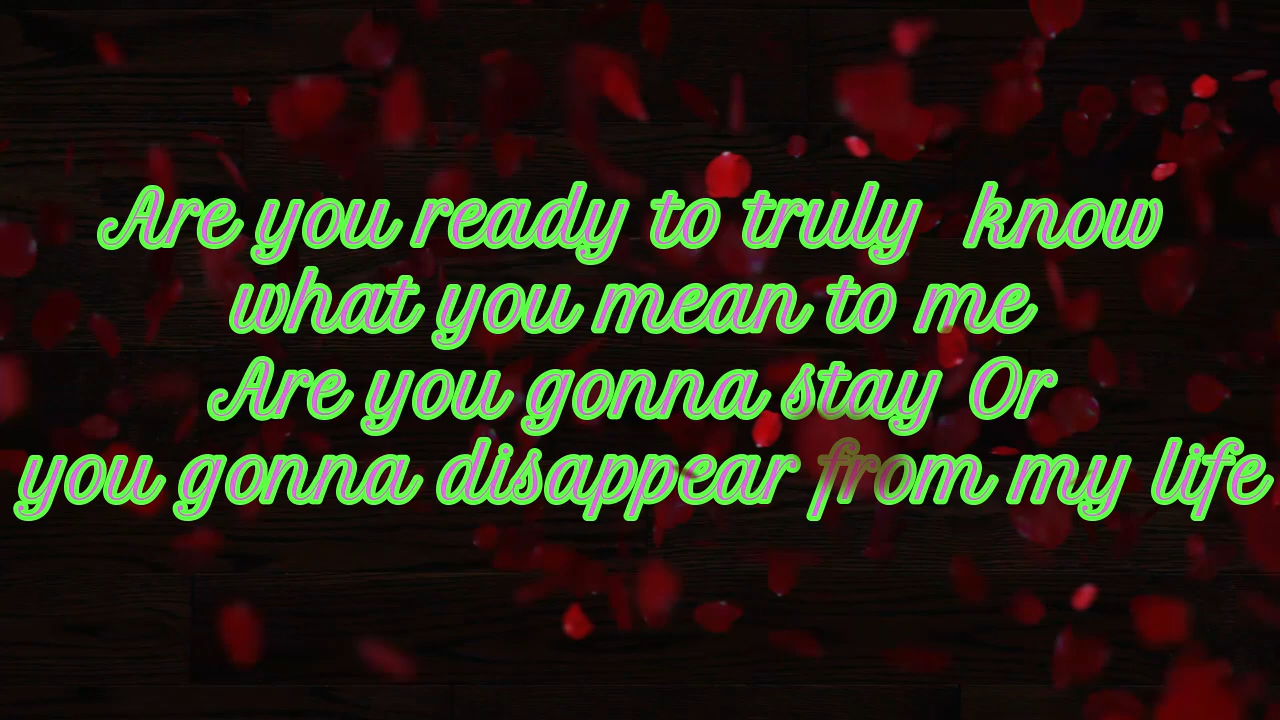 Are you ready to truly know
what you mean to me
Are you gonna stay Or
you gonna disappear from my life